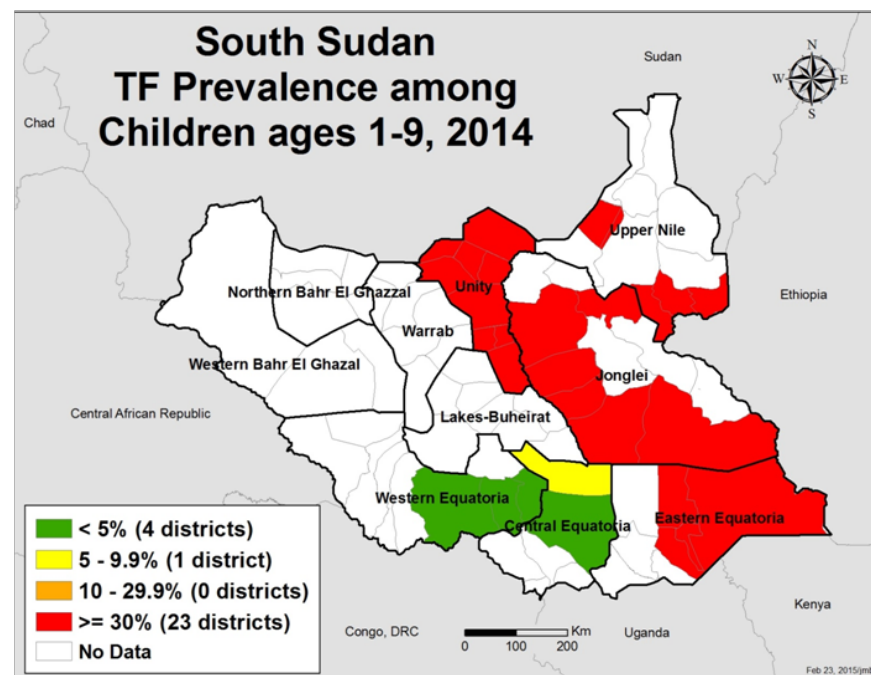 South Sudan
TF Prevalence among
Children ages 1-9, 2014
N
W
E
S
Sudan
Chad
Upper Nile
Ethiopia
Unity
Northern Bahr El Ghazzal
Warrab
Western Bahr El Ghazal
Jonglei
Central African Republic
Lakes-Buheirat
Western Equatoria
Central Equatoria
Eastern Equatoria
< 5% (4 districts)
5 - 9.9% (1 district)
10 - 29.9% (0 districts)
>= 30% (23 districts)
No Data
Kenya
Congo, DRC
Km
0 100 200
Uganda
Feb 23, 2015/jmb